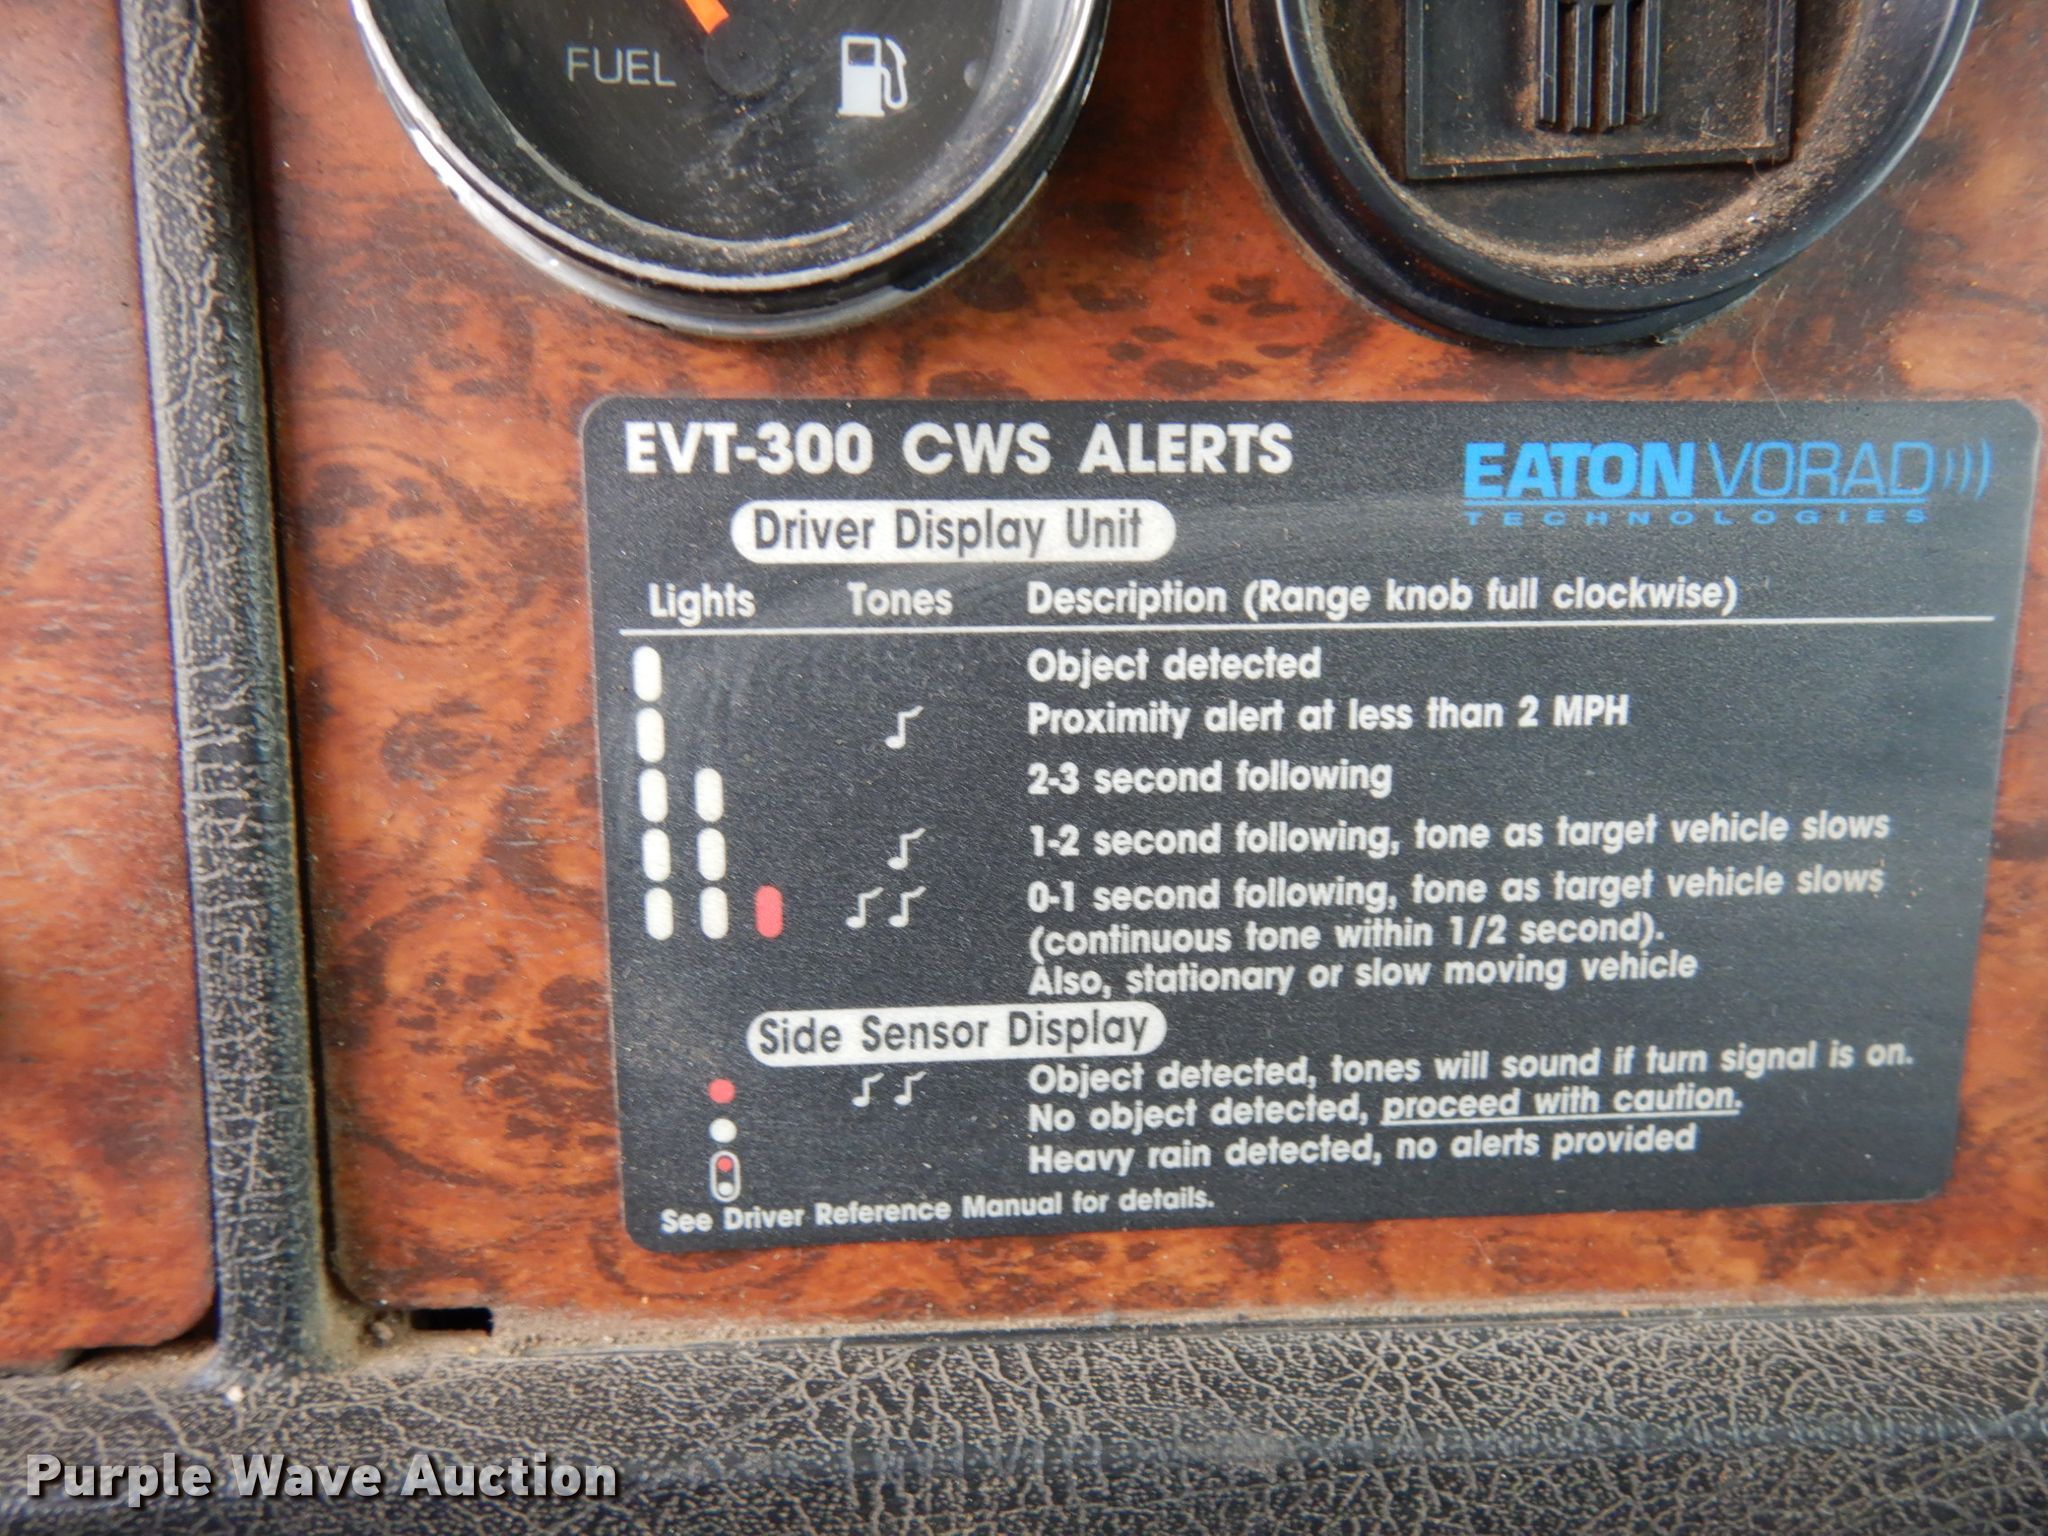 FUEL
EVT-300 CWS ALERTS
EATON VORAD
TECHNOLOGIES
Driver Display Unit
Lights Tones Description (Range knob full clockwise)
Object detected
Proximity alert at less than 2 MPH
2-3 second following
1-2 second following, tone as target vehicle slows
0-1 second following, tone as target vehicle slows
(continuous tone within 1/2 second).
Also, stationary or slow moving vehicle
Side Sensor Display
Object detected, tones will sound if turn signal is on.
No object detected, proceed with caution.
Heavy rain detected, no alerts provided
See Driver Reference Manual for details.
Purple Wave Auction